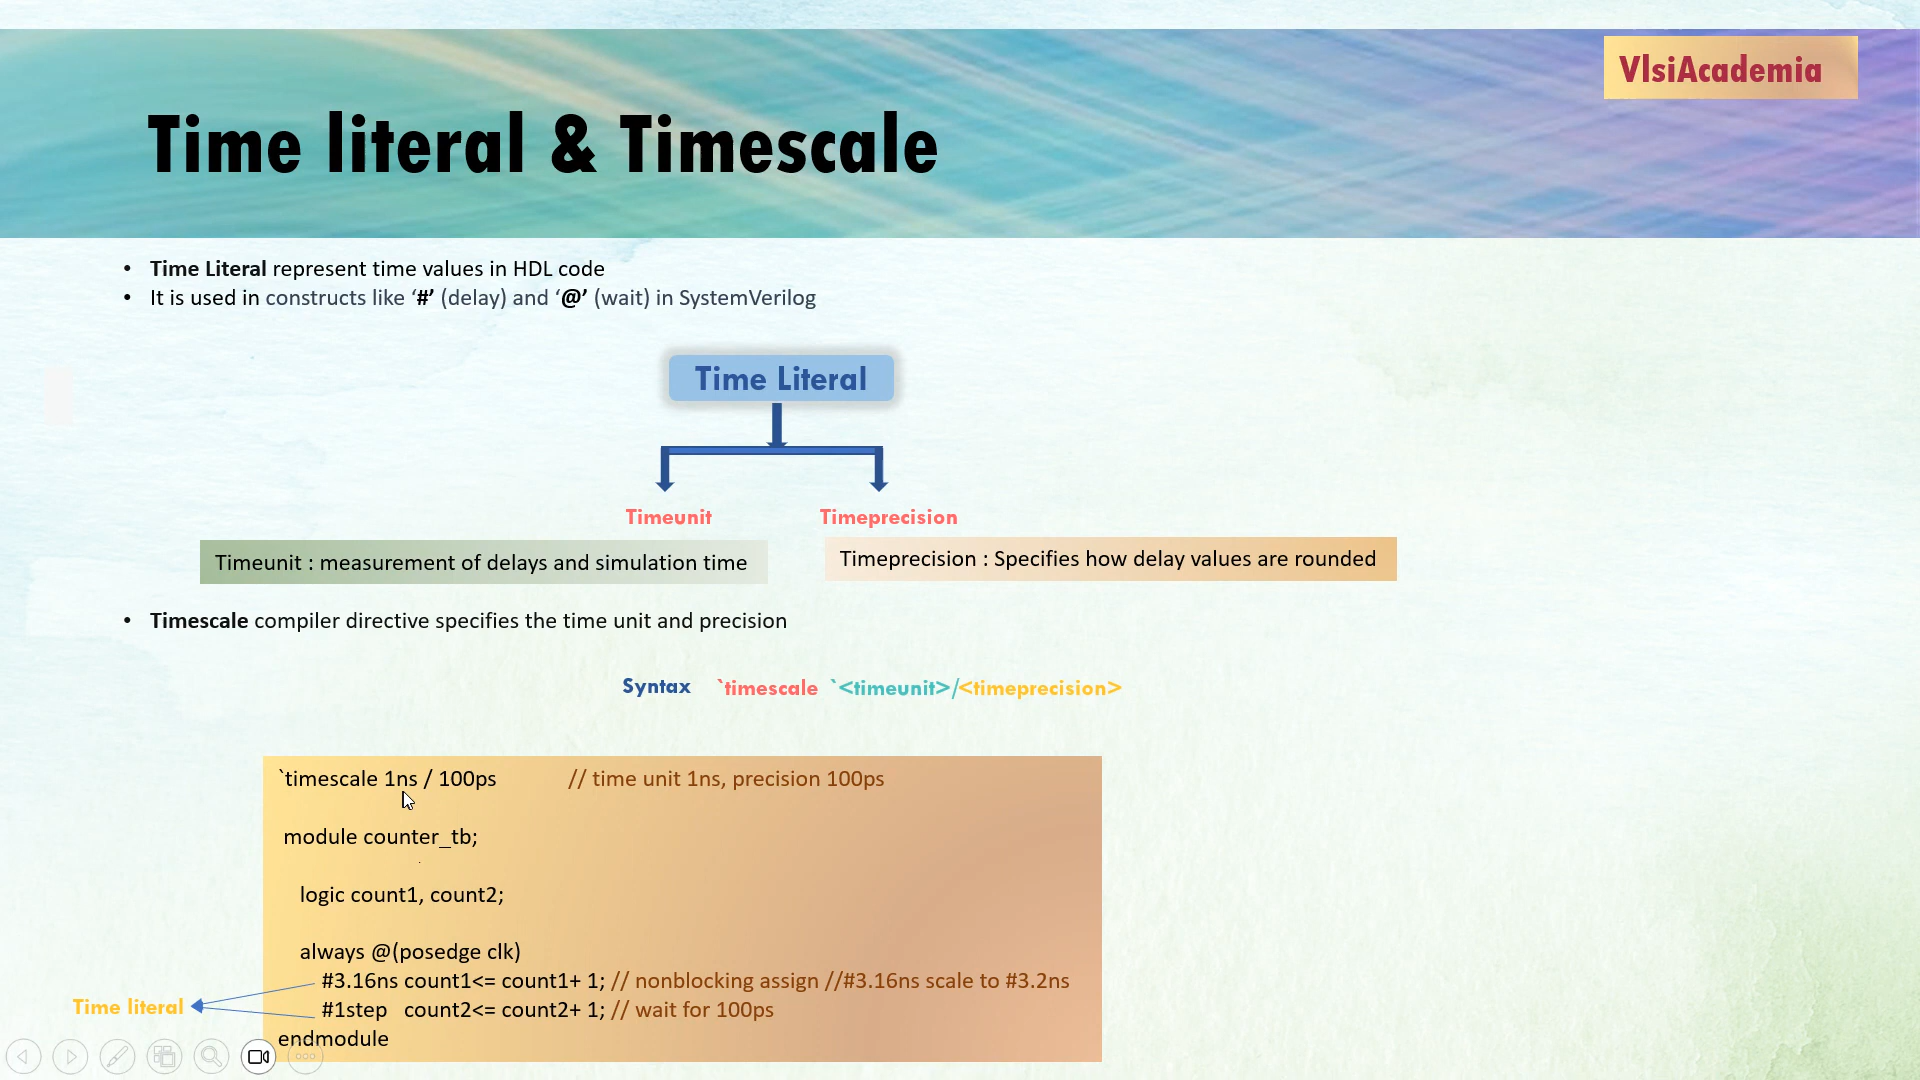 VlsiAcademia
Time literal & Timescale
• Time Literal represent time values in HDL code
• It is used in constructs like ‘#’ (delay) and ‘@’ (wait) in SystemVerilog
Time Literal
Timeunit
Timeprecision
Timeunit : measurement of delays and simulation time
Timeprecision : Specifies how delay values are rounded
• Timescale compiler directive specifies the time unit and precision
Syntax `timescale `<timeunit>/<timeprecision>
`timescale 1ns / 100ps // time unit 1ns, precision 100ps
module counter_tb;
logic count1, count2;
always @(posedge clk)
#3.16ns count1<= count1+ 1; // nonblocking assign //#3.16ns scale to #3.2ns
Time literal
#1step count2<= count2+ 1; // wait for 100ps
endmodule